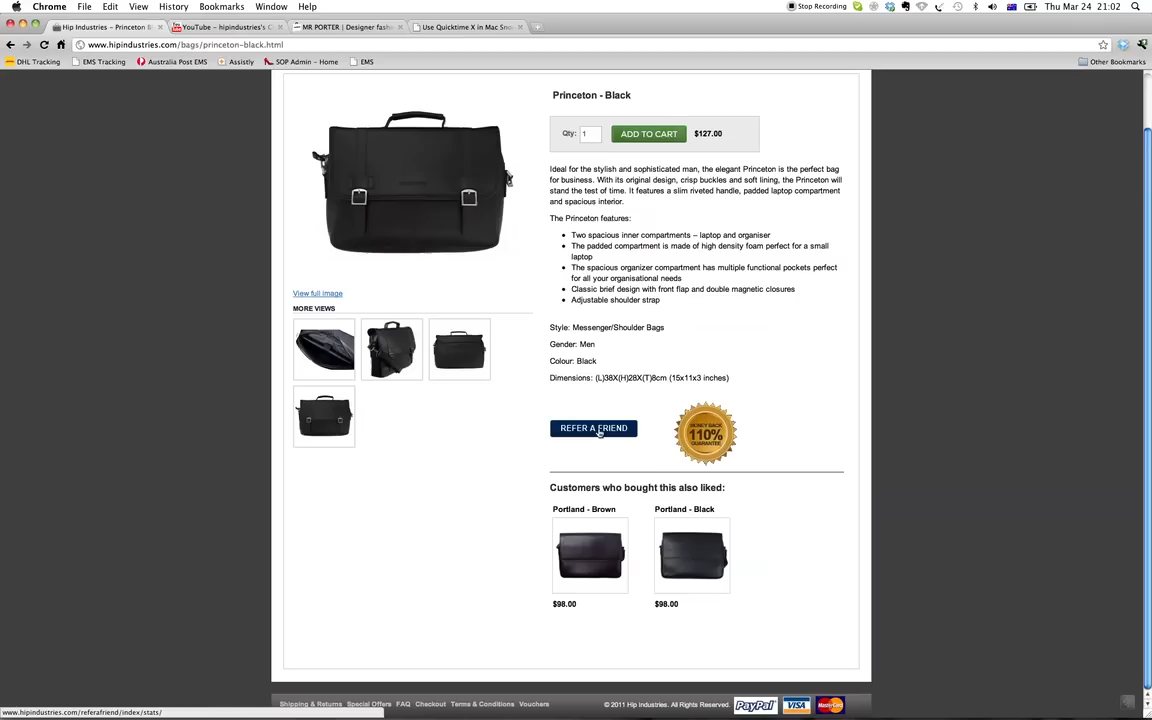 Chrome File Edit View History Bookmarks Window Help Stop Recording Thu Mar 24 21:02
Hip Industries – Princeton B YouTube - hipindustries's C MR PORTER | Designer fash Use Quicktime X in Mac Snow
www.hipindustries.com/bags/princeton-black.html
DHL Tracking EMS Tracking Australia Post EMS Assistly SOP Admin - Home EMS Other Bookmarks
Princeton - Black
Qty: 1 ADD TO CART $127.00
Ideal for the stylish and sophisticated man, the elegant Princeton is the perfect bag
for business. With its original design, crisp buckles and soft lining, the Princeton will
stand the test of time. It features a slim riveted handle, padded laptop compartment
and spacious interior.
The Princeton features:
Two spacious inner compartments – laptop and organiser
The padded compartment is made of high density foam perfect for a small
laptop
The spacious organizer compartment has multiple functional pockets perfect
for all your organisational needs
Classic brief design with front flap and double magnetic closures
Adjustable shoulder strap
View full image
MORE VIEWS
Style: Messenger/Shoulder Bags
Gender: Men
Colour: Black
Dimensions: (L)38X(H)28X(T)8cm (15x11x3 inches)
REFER A FRIEND
MONEY BACK
110%
GUARANTEE
Customers who bought this also liked:
Portland - Brown Portland - Black
$98.00 $98.00
Shipping & Returns Special Offers FAQ Checkout Terms & Conditions Vouchers © 2011 Hip Industries. All Rights Reserved. PayPal VISA MasterCard
www.hipindustries.com/referafriend/index/stats/